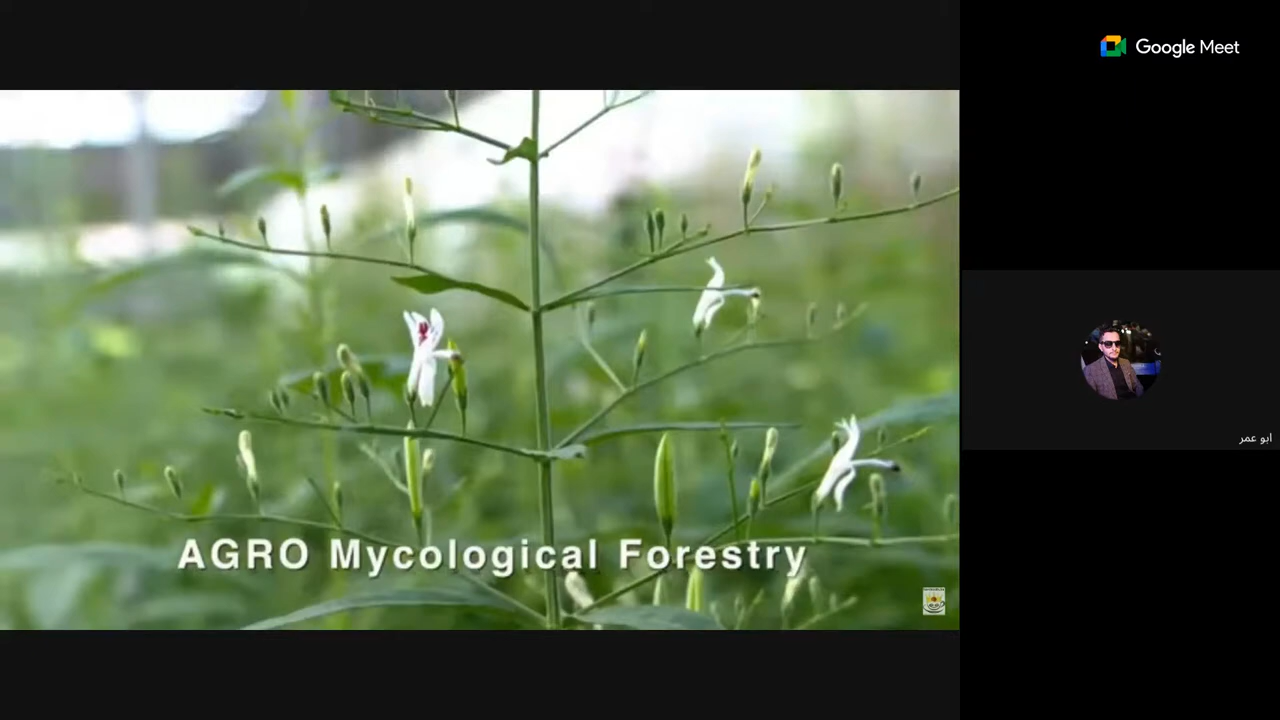 Google Meet
AGRO Mycological Forestry
ابو عمر